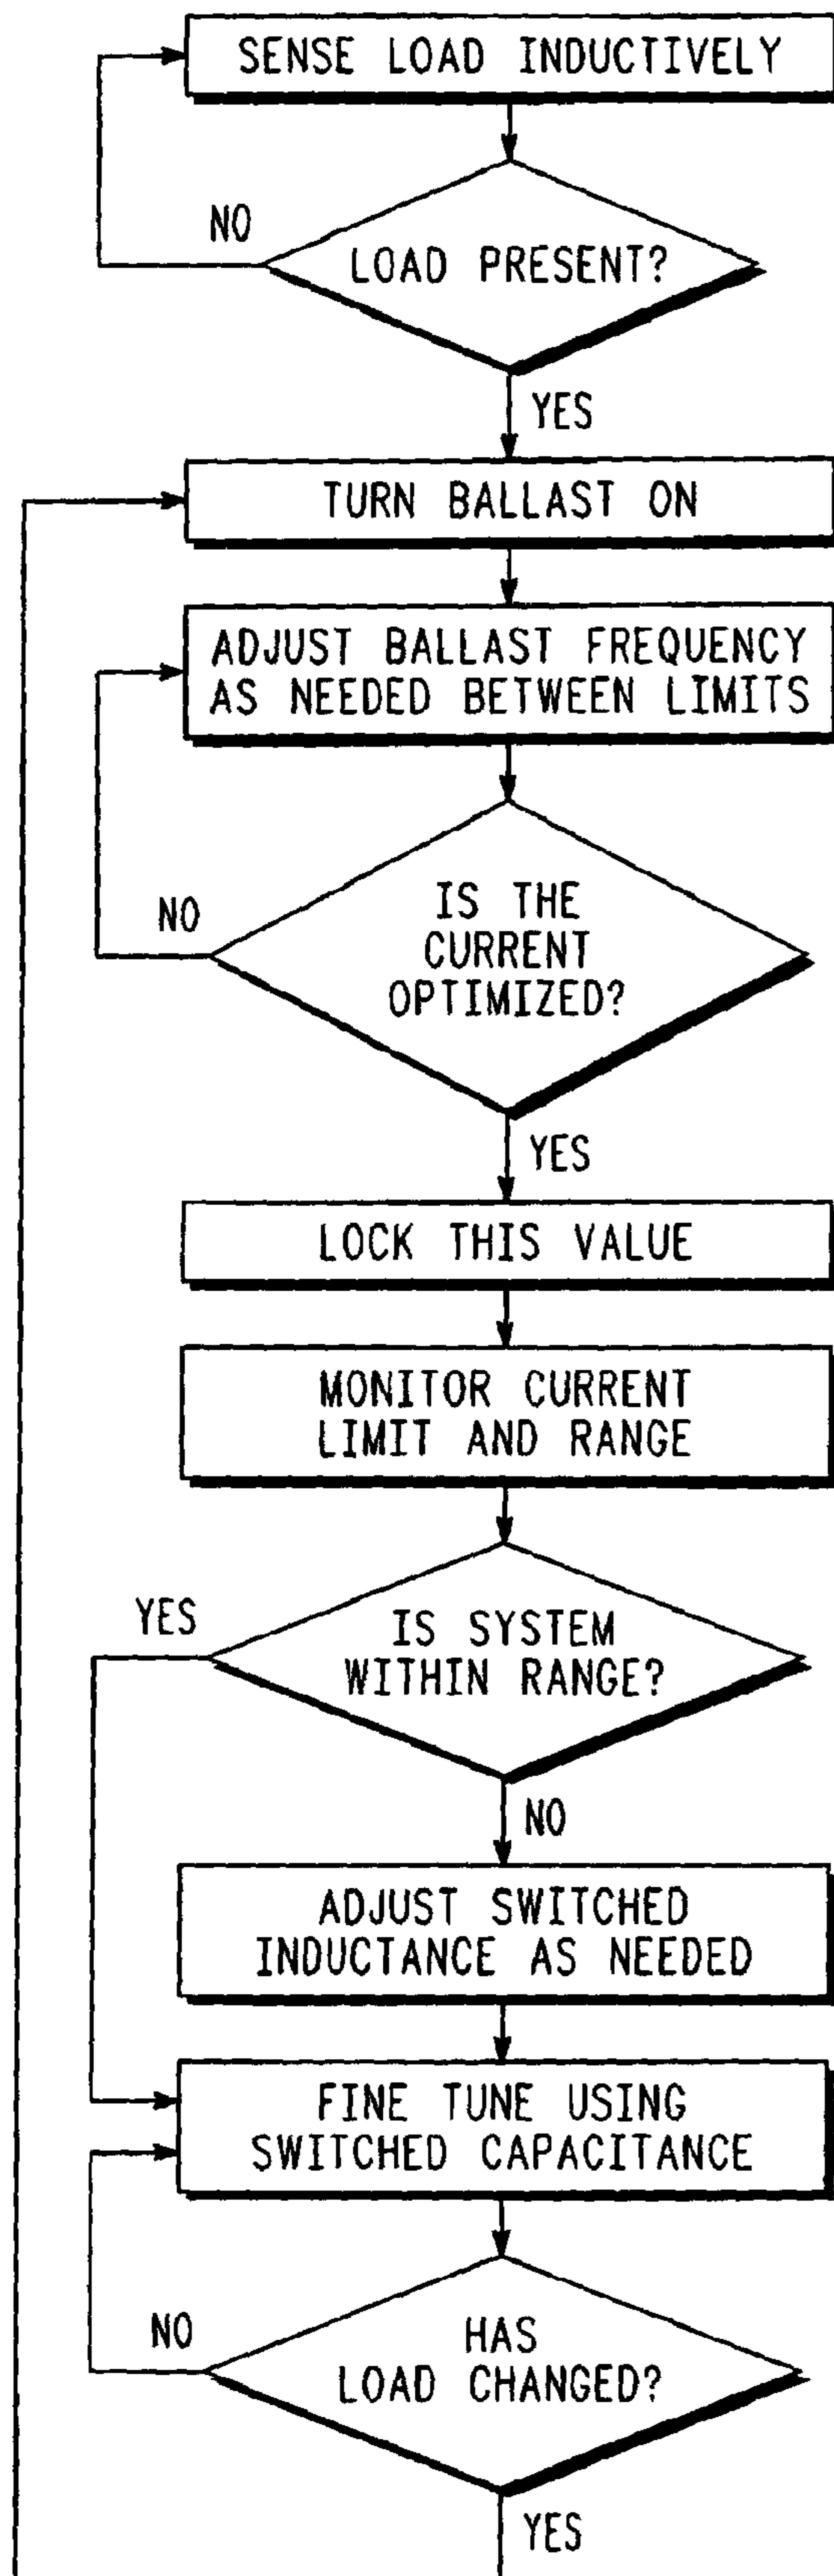 SENSE LOAD INDUCTIVELY
NO
LOAD PRESENT?
YES
TURN BALLAST ON
ADJUST BALLAST FREQUENCY
AS NEEDED BETWEEN LIMITS
NO
IS THE
CURRENT
OPTIMIZED?
YES
LOCK THIS VALUE
MONITOR CURRENT
LIMIT AND RANGE
YES
IS SYSTEM
WITHIN RANGE?
NO
ADJUST SWITCHED
INDUCTANCE AS NEEDED
FINE TUNE USING
SWITCHED CAPACITANCE
NO
HAS
LOAD CHANGED?
YES